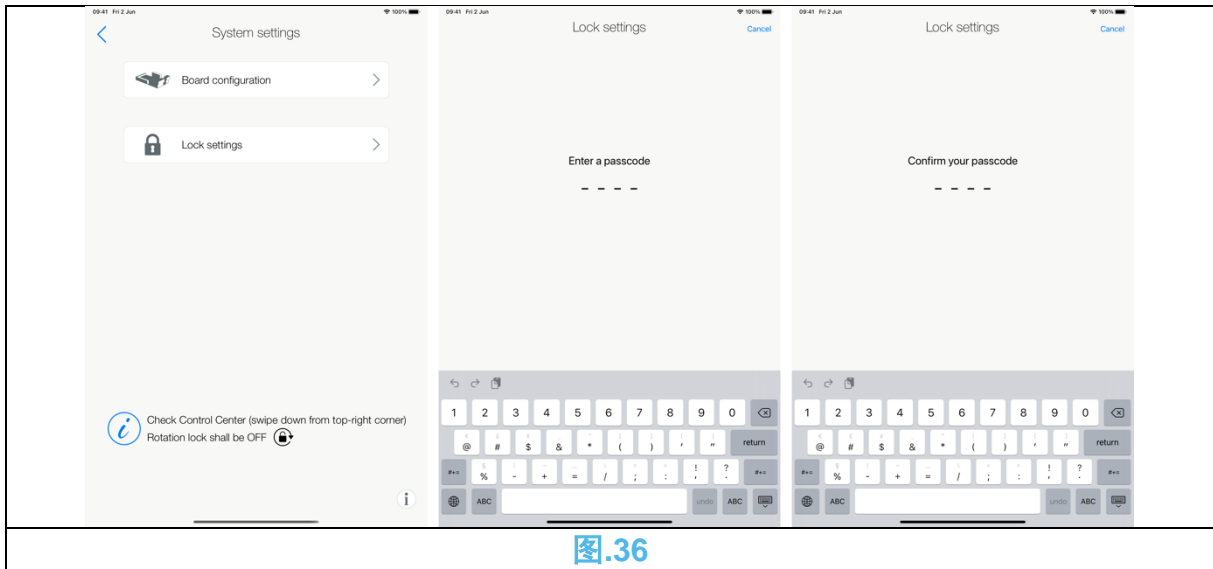 09:41 Fri 2 Jun 100%
System settings
Board configuration
Lock settings
Check Control Center (swipe down from top-right corner)
Rotation lock shall be OFF
i
09:41 Fri 2 Jun 100%
Lock settings Cancel
Enter a passcode
- - - -
1 2 3 4 5 6 7 8 9 0
@ # $ & * ( ) ' " return
#+= % - + = / ; : ! , ? . #+=
ABC undo ABC
09:41 Fri 2 Jun 100%
Lock settings Cancel
Confirm your passcode
- - - -
1 2 3 4 5 6 7 8 9 0
@ # $ & * ( ) ' " return
#+= % - + = / ; : ! , ? . #+=
ABC undo ABC
图.36